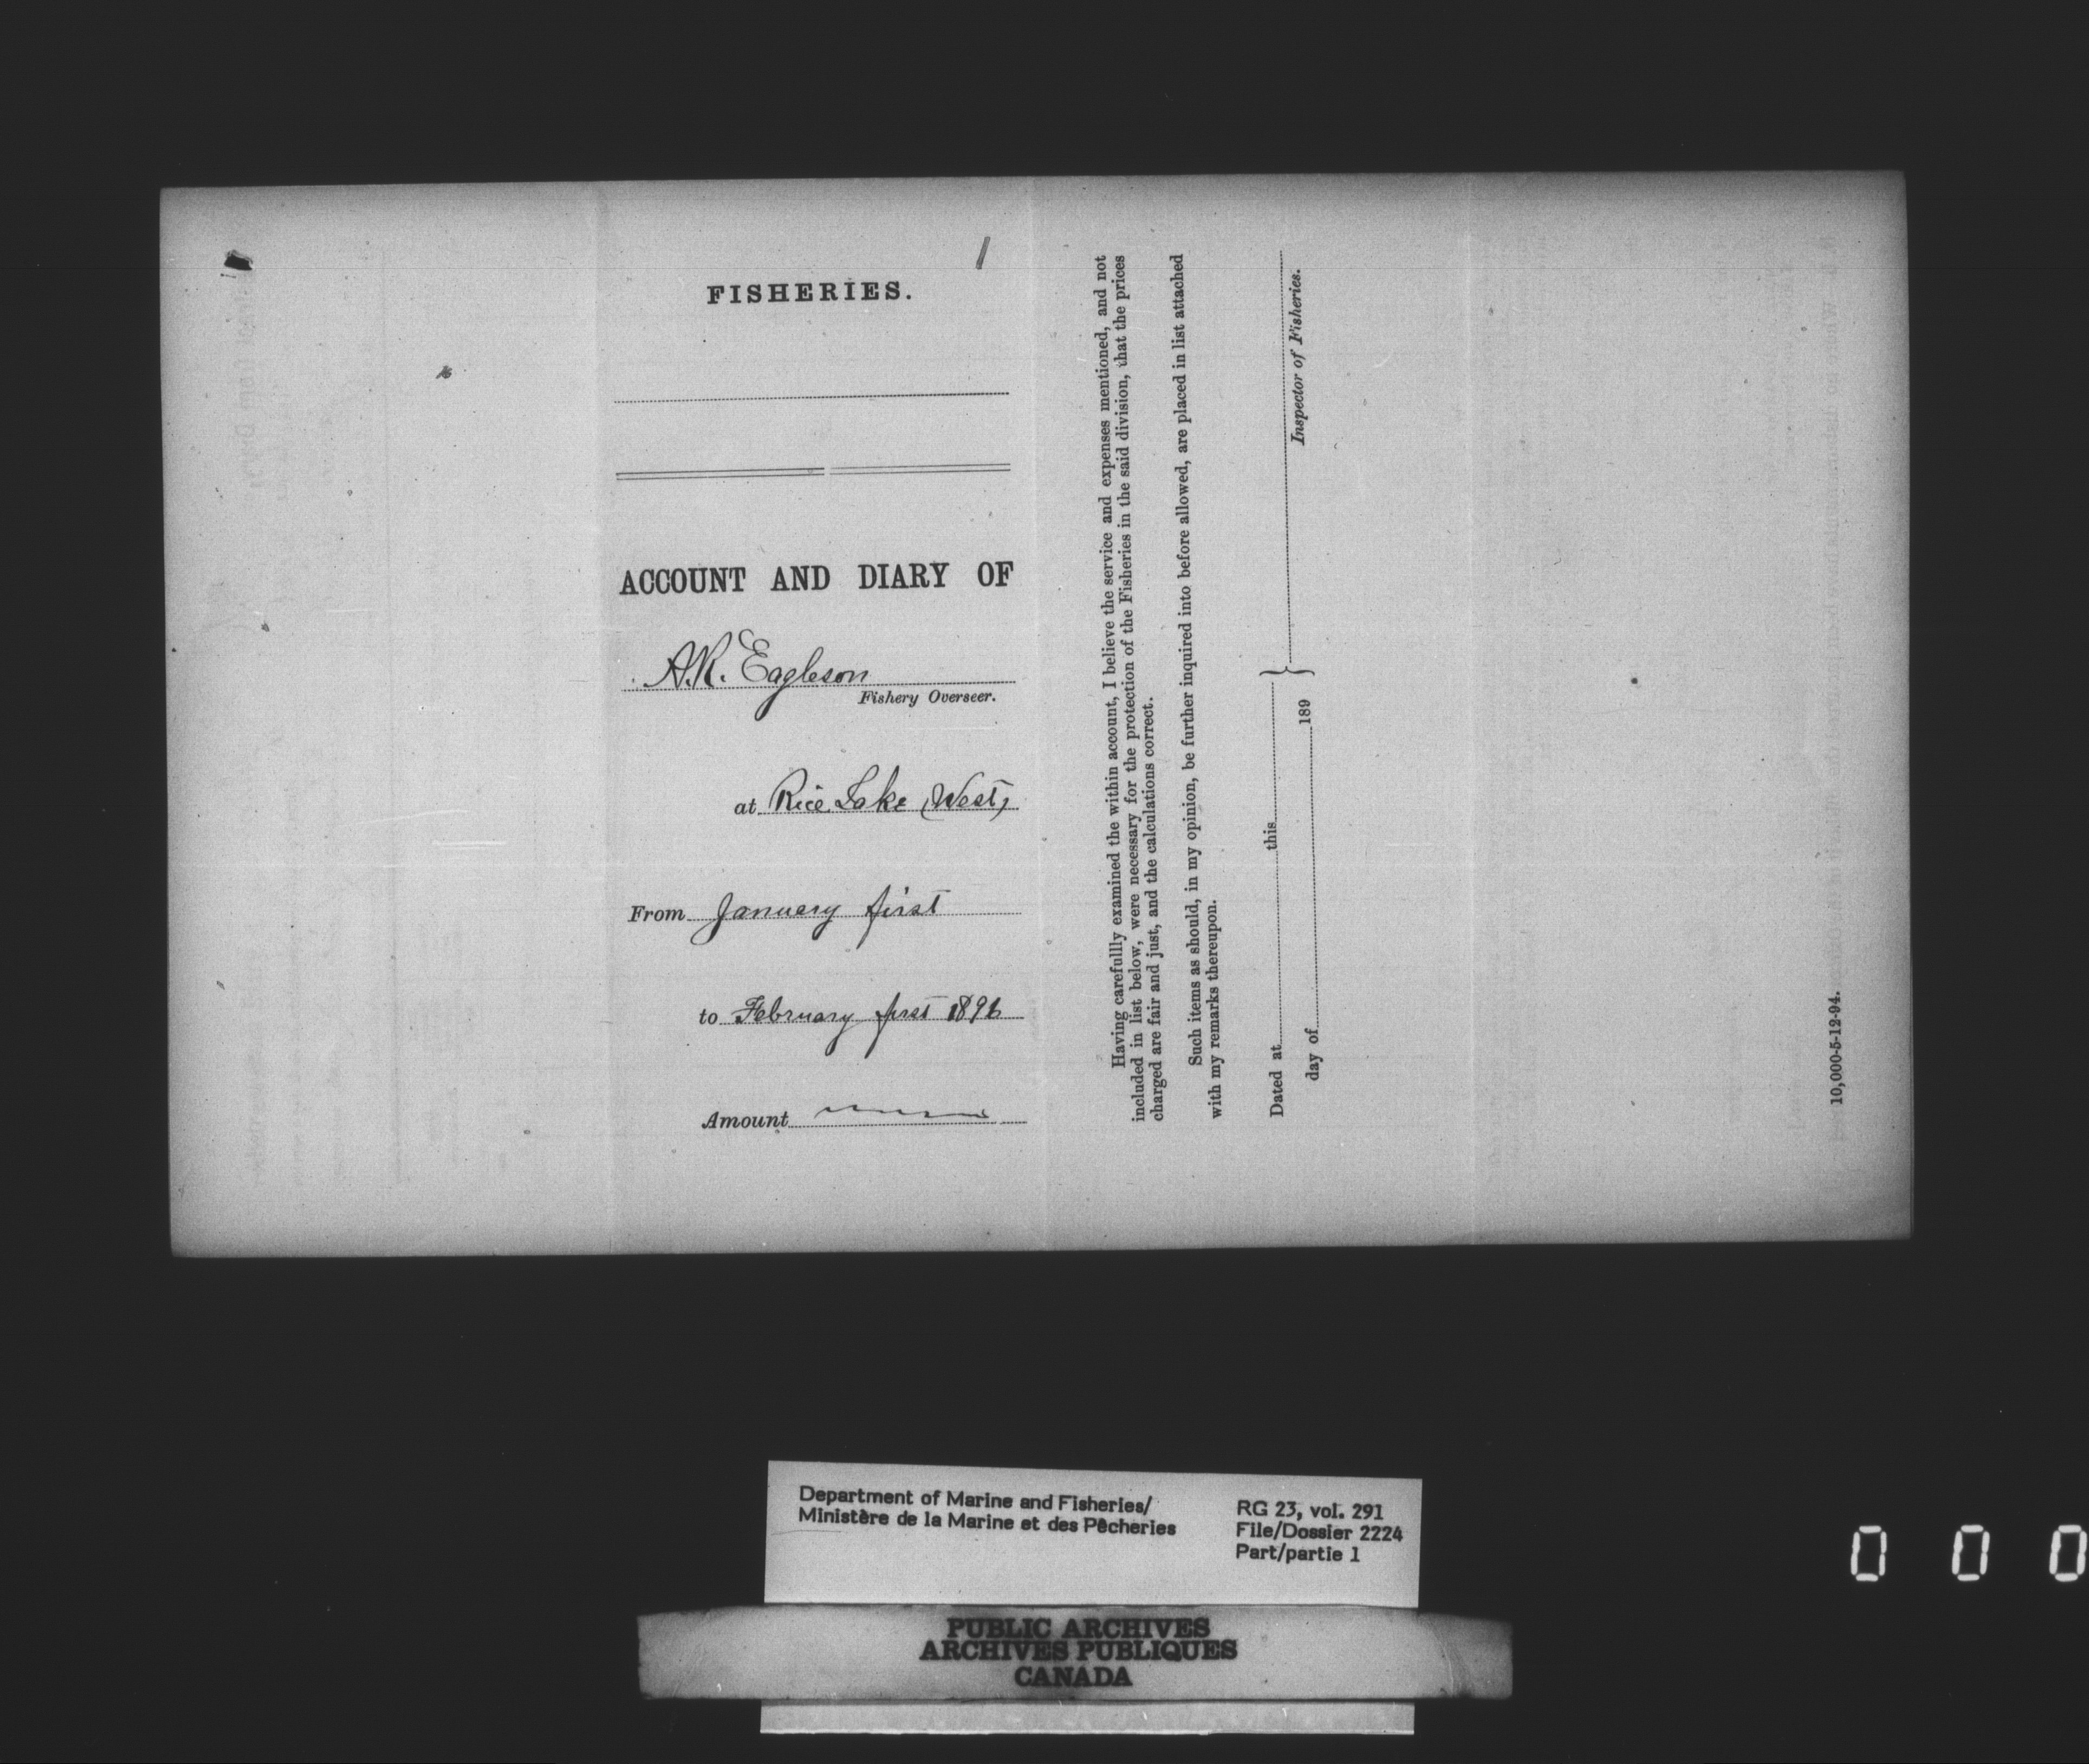 1
FISHERIES.
ACCOUNT AND DIARY OF
A.R. Eagleson
Fishery Overseer.
at Rice Lake (West)
From January first
to February first 1896
Amount
Having carefullly examined the within account, I believe the service and expenses mentioned, and not
included in list below, were necessary for the protection of the Fisheries in the said division, that the prices
charged are fair and just, and the calculations correct.
Such items as should, in my opinion, be further inquired into before allowed, are placed in list attached
with my remarks thereupon.
Dated at this
day of 189
Inspector of Fisheries.
10,000-5-12-94.
Department of Marine and Fisheries/
Ministère de la Marine et des Pêcheries
RG 23, vol. 291
File/Dossier 2224
Part/partie 1
PUBLIC ARCHIVES
ARCHIVES PUBLIQUES
CANADA
0 0 0